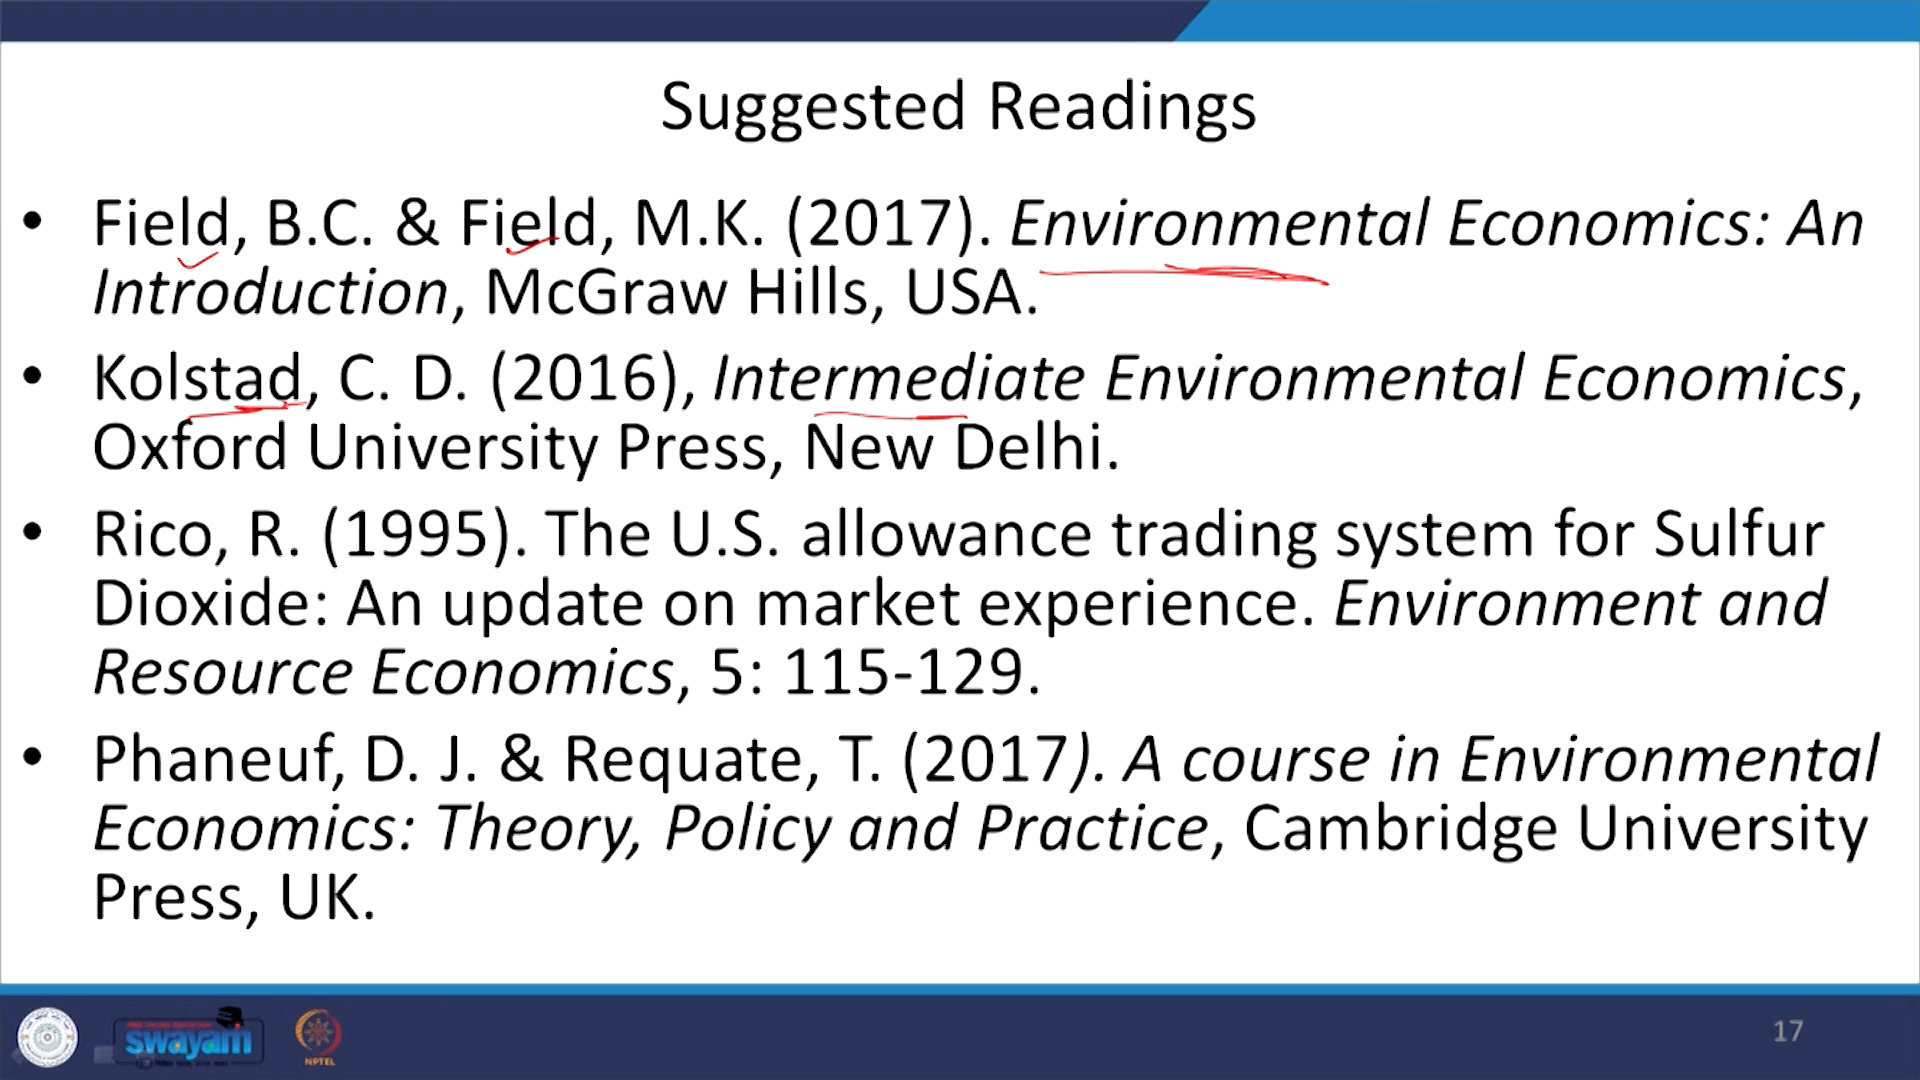 Suggested Readings
• Field, B.C. & Field, M.K. (2017). Environmental Economics: An
Introduction, McGraw Hills, USA.
• Kolstad, C. D. (2016), Intermediate Environmental Economics,
Oxford University Press, New Delhi.
• Rico, R. (1995). The U.S. allowance trading system for Sulfur
Dioxide: An update on market experience. Environment and
Resource Economics, 5: 115-129.
• Phaneuf, D. J. & Requate, T. (2017). A course in Environmental
Economics: Theory, Policy and Practice, Cambridge University
Press, UK.
swayam
NPTEL
17